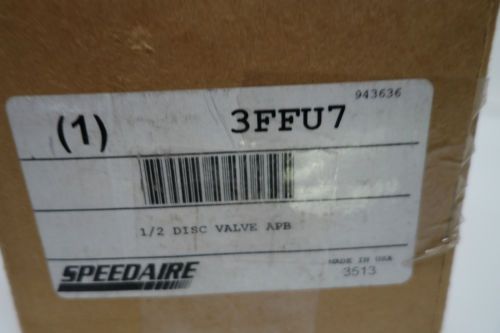 943636
(1) 3FFU7
1/2 DISC VALVE APB
SPEEDAIRE
MADE IN USA
3513